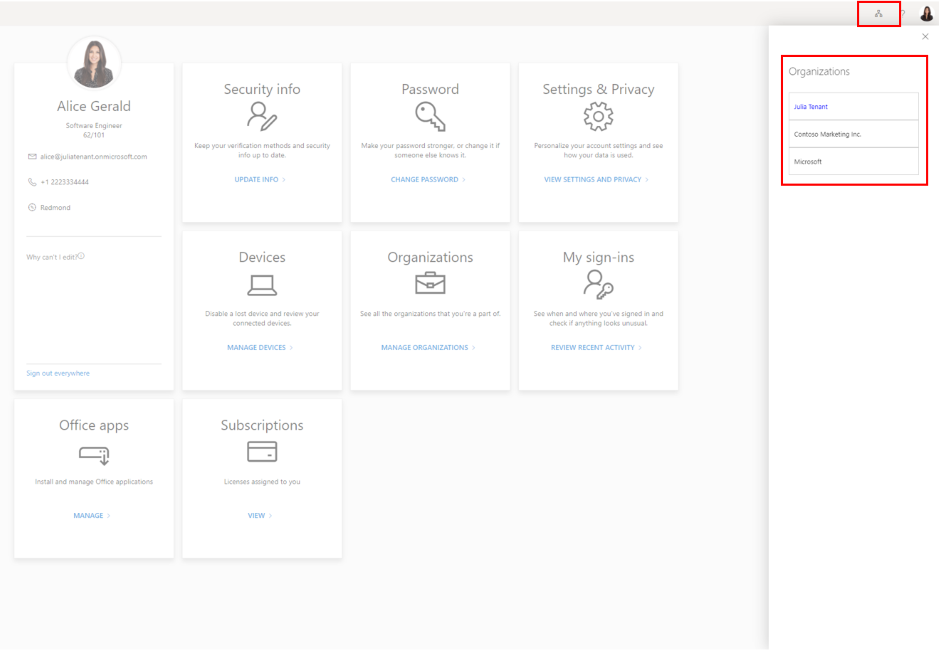 Alice Gerald
Software Engineer
62/101
alice@juliatenant.onmicrosoft.com
+1 2223334444
Redmond
Why can't I edit?
Sign out everywhere
Security info
Keep your verification methods and security
info up to date.
UPDATE INFO >
Password
Make your password stronger, or change it if
someone else knows it.
CHANGE PASSWORD >
Settings & Privacy
Personalize your account settings and see
how your data is used.
VIEW SETTINGS AND PRIVACY >
Devices
Disable a lost device and review your
connected devices.
MANAGE DEVICES >
Organizations
See all the organizations that you're a part of.
MANAGE ORGANIZATIONS >
My sign-ins
See when and where you've signed in and
check if anything looks unusual.
REVIEW RECENT ACTIVITY >
Office apps
Install and manage Office applications
MANAGE >
Subscriptions
Licenses assigned to you
VIEW >
Organizations
Julia Tenant
Contoso Marketing Inc.
Microsoft